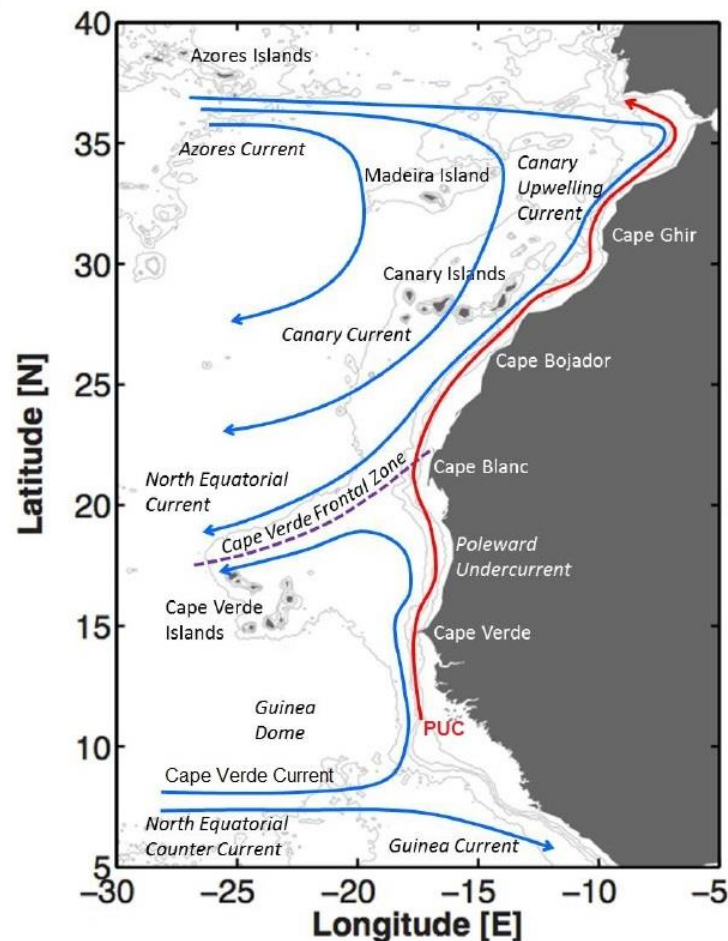 40
Azores Islands
35
Azores Current
Madeira Island
Canary
Upwelling
Current
Cape Ghir
30
Canary Islands
Canary Current
Cape Bojador
25
Latitude [N]
North Equatorial
Current
Cape Verde Frontal Zone
Cape Blanc
20
Poleward
Undercurrent
Cape Verde
Islands
Cape Verde
15
Guinea
Dome
PUC
10
Cape Verde Current
North Equatorial
Counter Current
Guinea Current
5
−30 −25 −20 −15 −10 −5
Longitude [E]